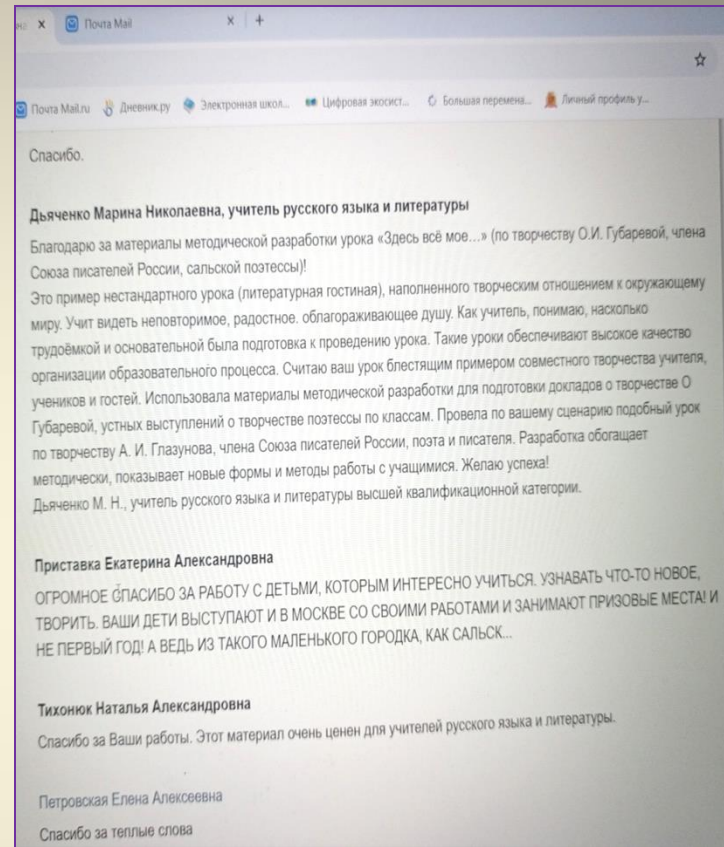 Почта Mail
Почта Mail.ru Дневник.ру Электронная школ... Цифровая экосист... Большая перемена... Личный профиль у...
Спасибо.
Дьяченко Марина Николаевна, учитель русского языка и литературы
Благодарю за материалы методической разработки урока «Здесь всё мое...» (по творчеству О.И. Губаревой, члена
Союза писателей России, сальской поэтессы)!
Это пример нестандартного урока (литературная гостиная), наполненного творческим отношением к окружающему
миру. Учит видеть неповторимое, радостное. облагораживающее душу. Как учитель, понимаю, насколько
трудоёмкой и основательной была подготовка к проведению урока. Такие уроки обеспечивают высокое качество
организации образовательного процесса. Считаю ваш урок блестящим примером совместного творчества учителя,
учеников и гостей. Использовала материалы методической разработки для подготовки докладов о творчестве О
Губаревой, устных выступлений о творчестве поэтессы по классам. Провела по вашему сценарию подобный урок
по творчеству А. И. Глазунова, члена Союза писателей России, поэта и писателя. Разработка обогащает
методически, показывает новые формы и методы работы с учащимися. Желаю успеха!
Дьяченко М. Н., учитель русского языка и литературы высшей квалификационной категории.
Приставка Екатерина Александровна
ОГРОМНОЕ СПАСИБО ЗА РАБОТУ С ДЕТЬМИ, КОТОРЫМ ИНТЕРЕСНО УЧИТЬСЯ. УЗНАВАТЬ ЧТО-ТО НОВОЕ,
ТВОРИТЬ. ВАШИ ДЕТИ ВЫСТУПАЮТ И В МОСКВЕ СО СВОИМИ РАБОТАМИ И ЗАНИМАЮТ ПРИЗОВЫЕ МЕСТА! И
НЕ ПЕРВЫЙ ГОД! А ВЕДЬ ИЗ ТАКОГО МАЛЕНЬКОГО ГОРОДКА, КАК САЛЬСК...
Тихонюк Наталья Александровна
Спасибо за Ваши работы. Этот материал очень ценен для учителей русского языка и литературы.
Петровская Елена Алексеевна
Спасибо за теплые слова